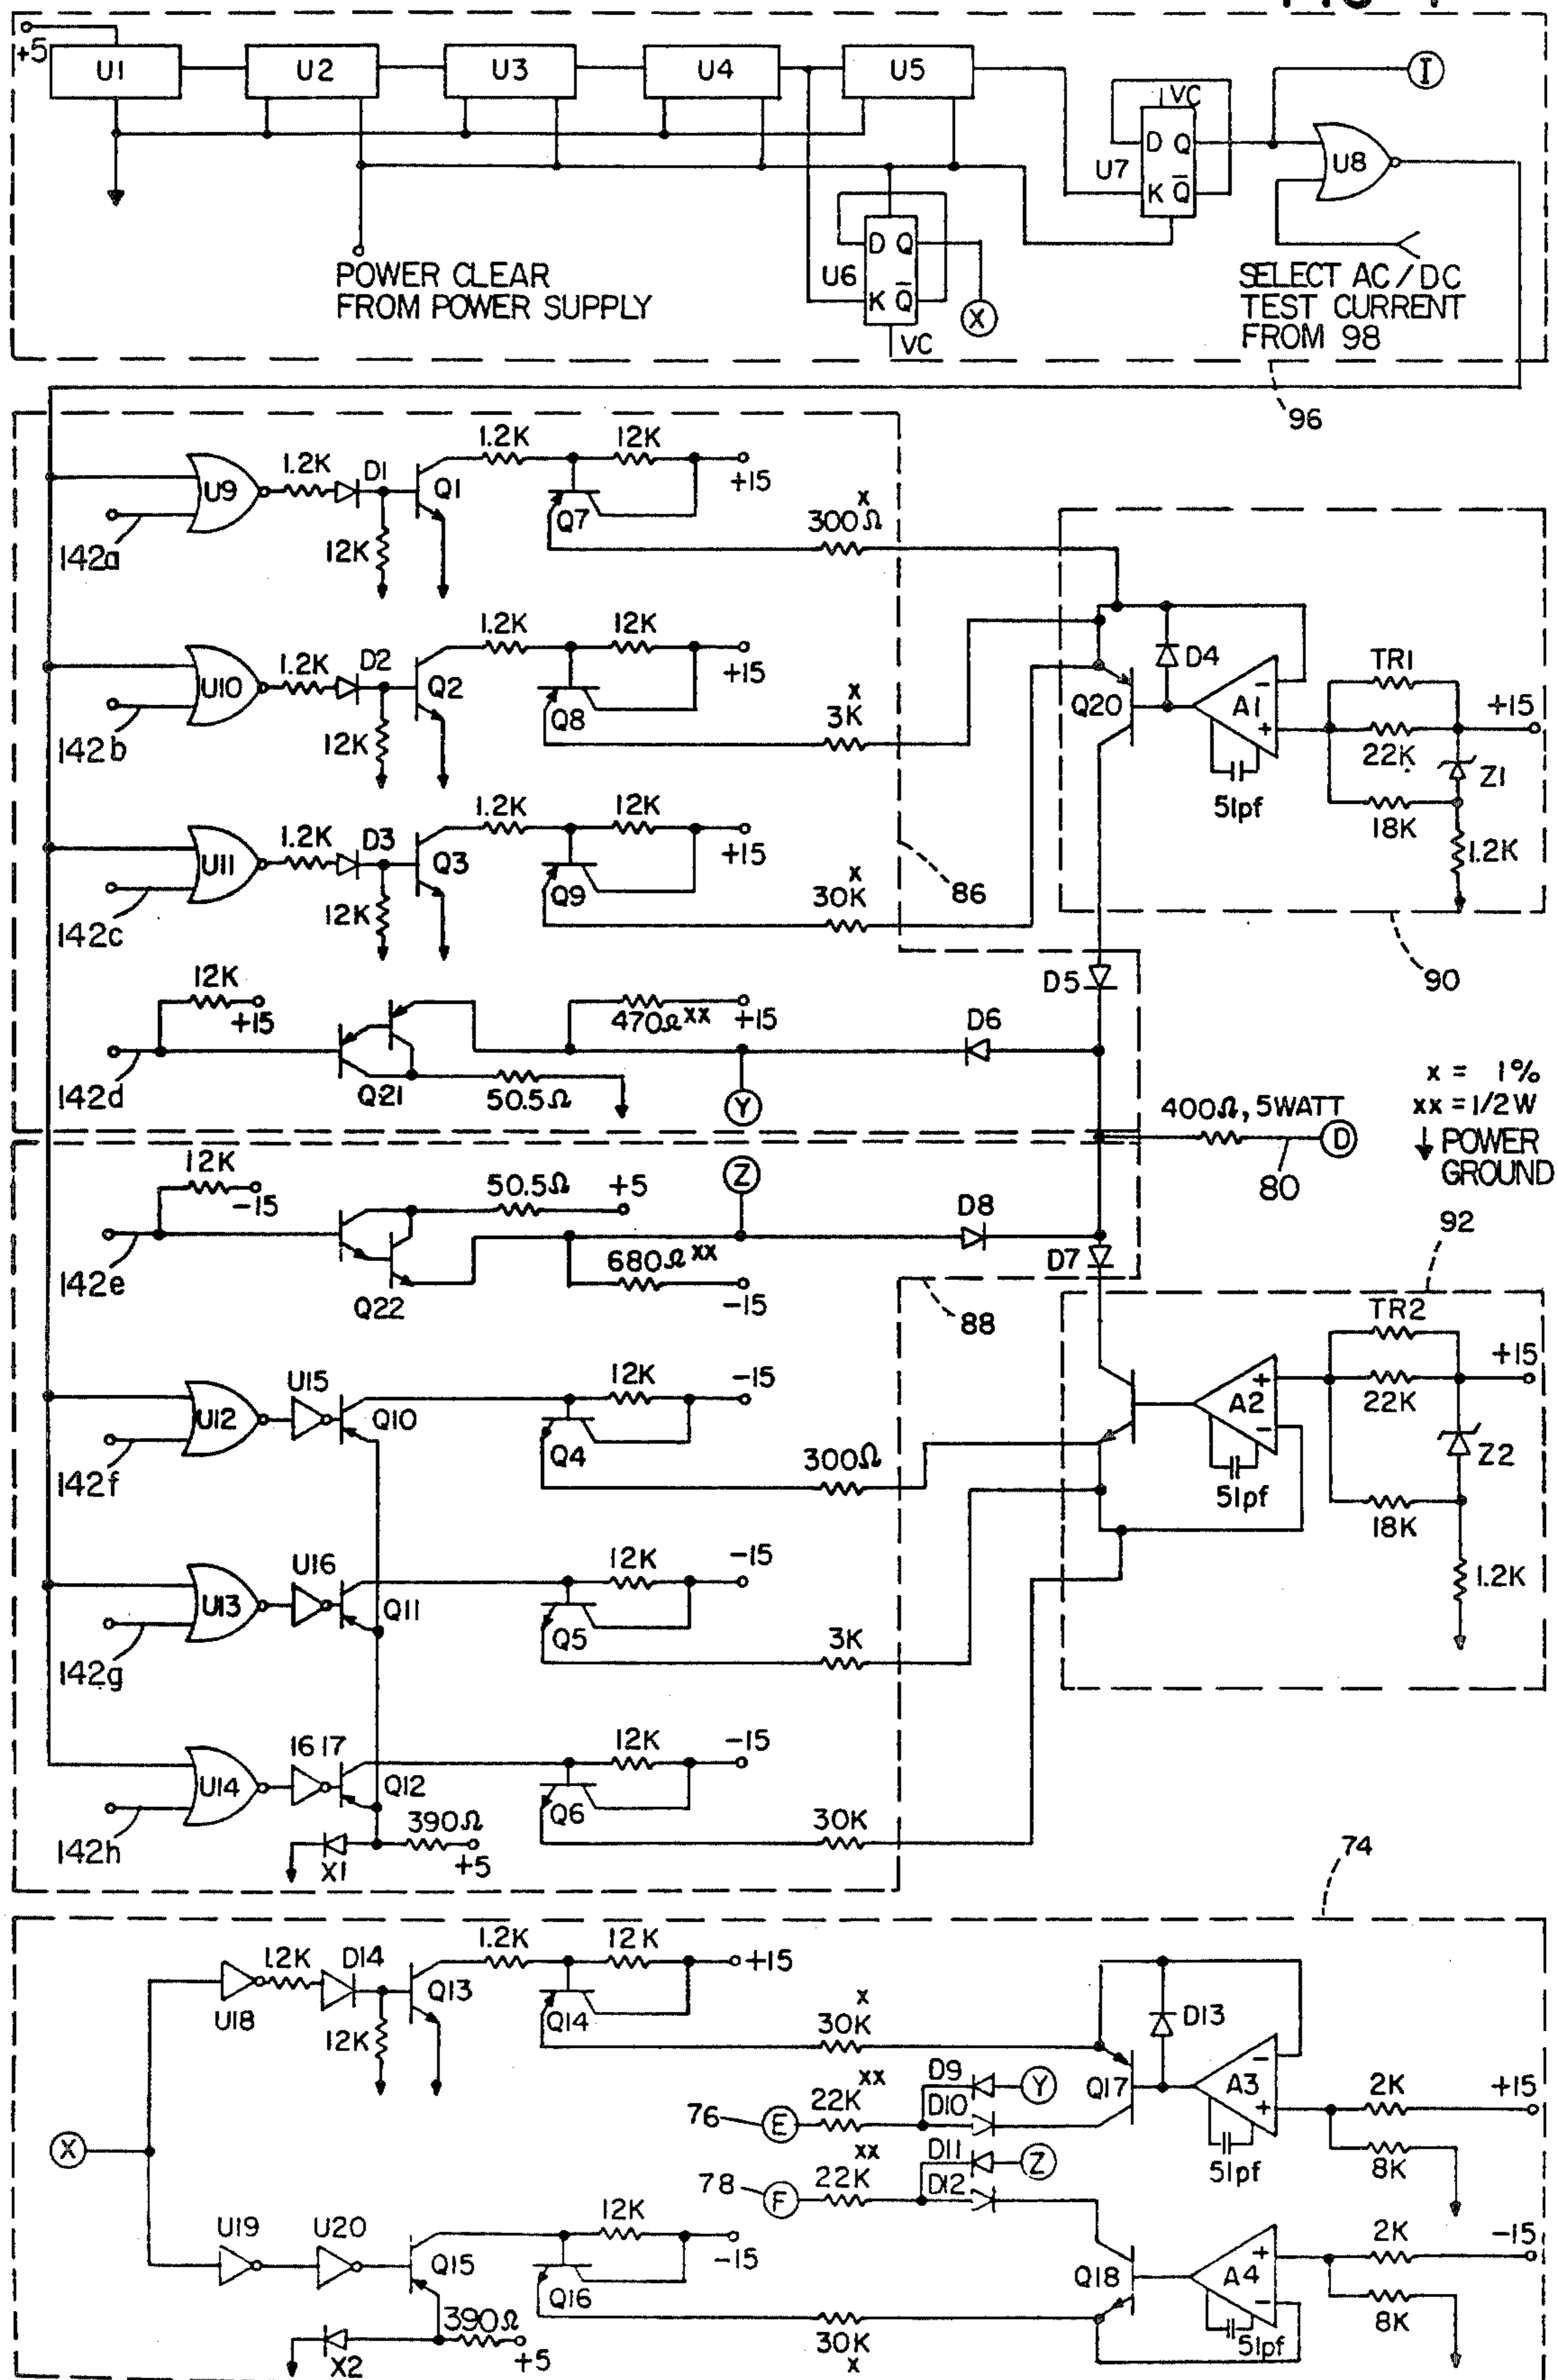 FIG 4
+5
U1 U2 U3 U4 U5
I
VC
D Q
U7
K Q̅
U8
D Q
U6
K Q̅
X
VC
POWER CLEAR
FROM POWER SUPPLY
SELECT AC/DC
TEST CURRENT
FROM 98
96
U9 1.2K D1 Q1 1.2K 12K +15
12K
Q7
x
300Ω
142a
U10 1.2K D2 Q2 1.2K 12K +15
12K
Q8
x
3K
142b
Q20 D4 A1 TR1 +15
22K Z1
51pf
18K
1.2K
U11 1.2K D3 Q3 1.2K 12K +15
12K
Q9
x
30K
86
142c
90
D5
12K
+15
470Ω xx +15
D6
142d
Q21
50.5Ω
Y
x = 1%
xx = 1/2W
POWER
GROUND
400Ω, 5WATT
D
80
12K
-15
50.5Ω +5
Z
D8
142e
Q22
680Ω xx
-15
D7
92
88
TR2
+15
22K
A2
Z2
51pf
18K
1.2K
U12 U15 Q10 12K -15
Q4
300Ω
142f
U13 U16 Q11 12K -15
Q5
3K
142g
U14 1617 Q12 12K -15
Q6
30K
142h
390Ω
X1
+5
74
U18 1.2K D14 Q13 1.2K 12K +15
12K
Q14
x
30K
D13
A3
Q17
51pf
2K +15
8K
76 E
xx
22K
D9 Y
D10
X
78 F
xx
22K
D11 Z
D12
U19 U20 Q15 12K -15
Q16
30K
x
Q18
A4
51pf
2K -15
8K
390Ω
X2
+5